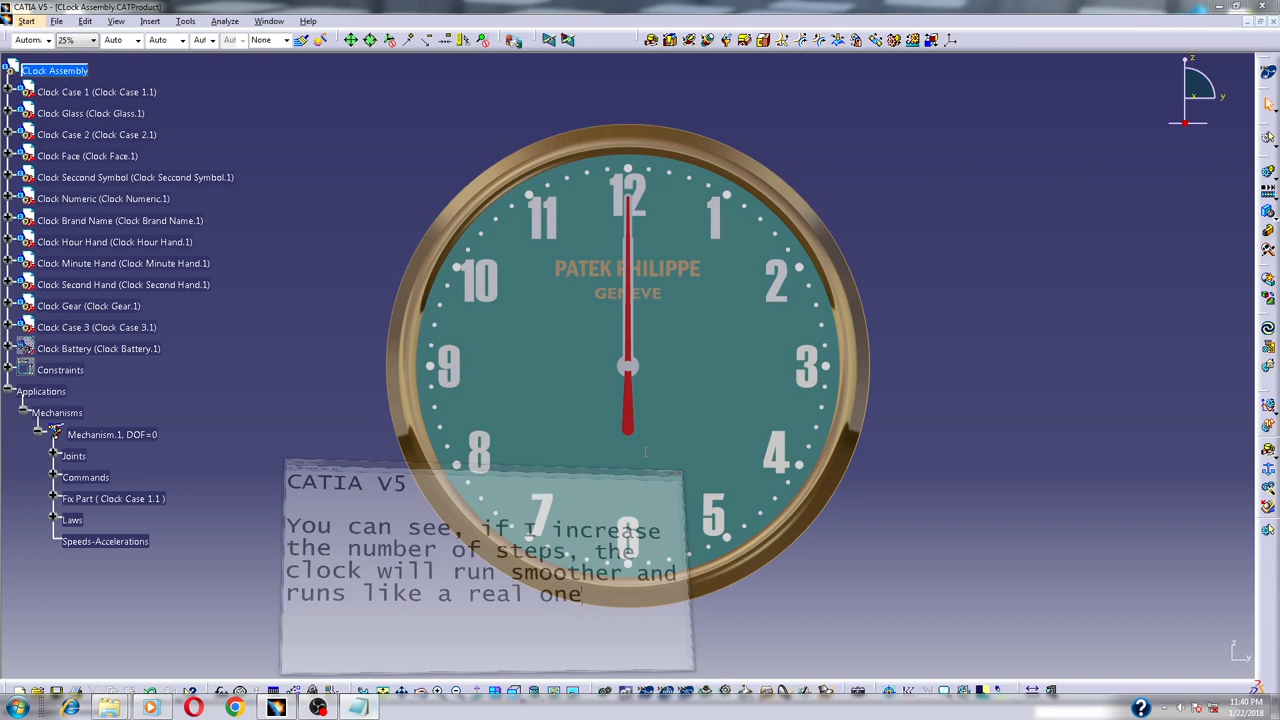 CATIA V5 - [CLock Assembly.CATProduct]
Start File Edit View Insert Tools Analyze Window Help
Autom 25% Auto Auto Aut Aut None
CLock Assembly
Clock Case 1 (Clock Case 1.1)
Clock Glass (Clock Glass.1)
Clock Case 2 (Clock Case 2.1)
Clock Face (Clock Face.1)
Clock Seccond Symbol (Clock Seccond Symbol.1)
Clock Numeric (Clock Numeric.1)
Clock Brand Name (Clock Brand Name.1)
Clock Hour Hand (Clock Hour Hand.1)
Clock Minute Hand (Clock Minute Hand.1)
Clock Second Hand (Clock Second Hand.1)
Clock Gear (Clock Gear.1)
Clock Case 3 (Clock Case 3.1)
Clock Battery (Clock Battery.1)
Constraints
Applications
Mechanisms
Mechanism.1, DOF=0
Joints
Commands
Fix Part ( Clock Case 1.1 )
Laws
Speeds-Accelerations
12
11 1
10 2
PATEK PHILIPPE
GENEVE
9 3
8 4
7 5
6
CATIA V5
You can see, if I increase
the number of steps, the
clock will run smoother and
runs like a real one
z
x y
z
y
11:40 PM
1/22/2018